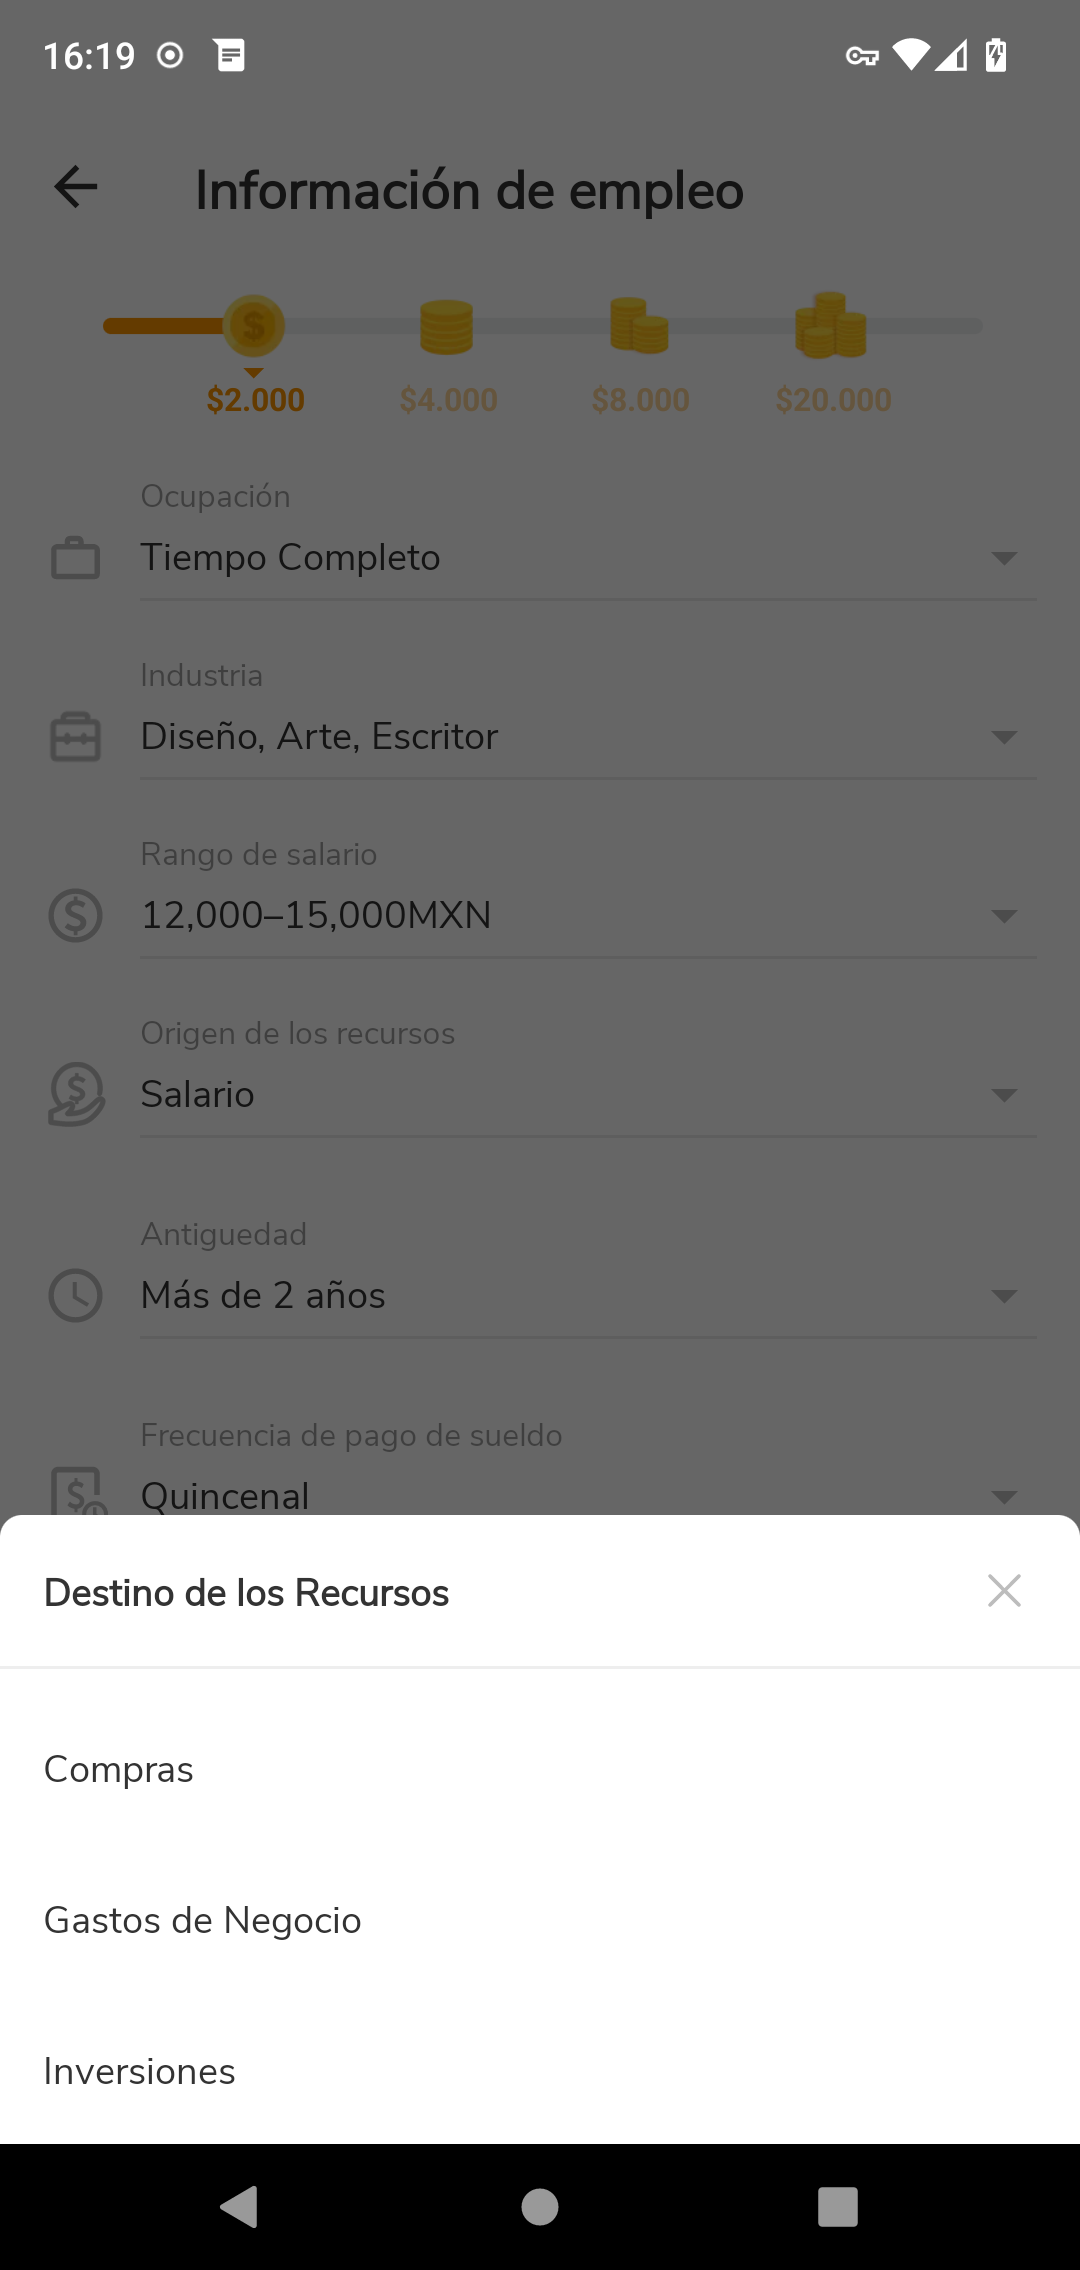 16:19
Información de empleo
$2.000 $4.000 $8.000 $20.000
Ocupación
Tiempo Completo
Industria
Diseño, Arte, Escritor
Rango de salario
12,000–15,000MXN
Origen de los recursos
Salario
Antiguedad
Más de 2 años
Frecuencia de pago de sueldo
Quincenal
Destino de los Recursos
Compras
Gastos de Negocio
Inversiones